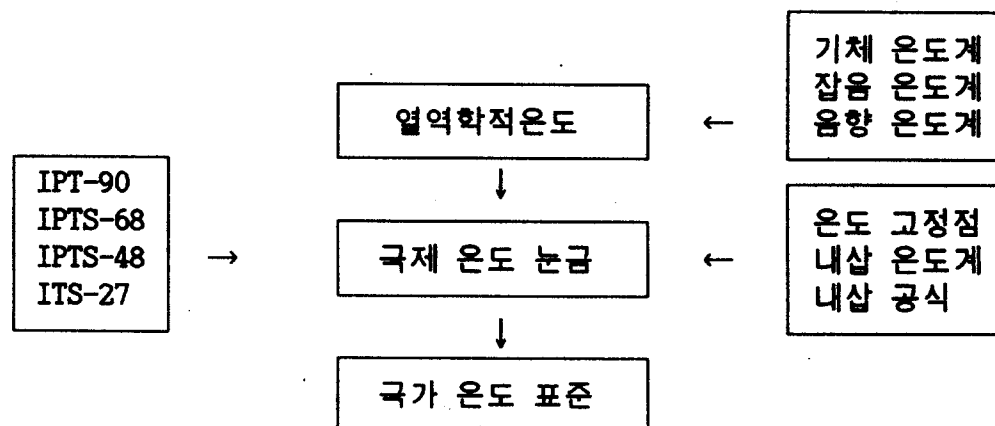 기체 온도계
잡음 온도계
음향 온도계
열역학적온도
←
↓
IPT-90
IPTS-68
IPTS-48
ITS-27
→
국제 온도 눈금
←
온도 고정점
내삽 온도계
내삽 공식
↓
국가 온도 표준